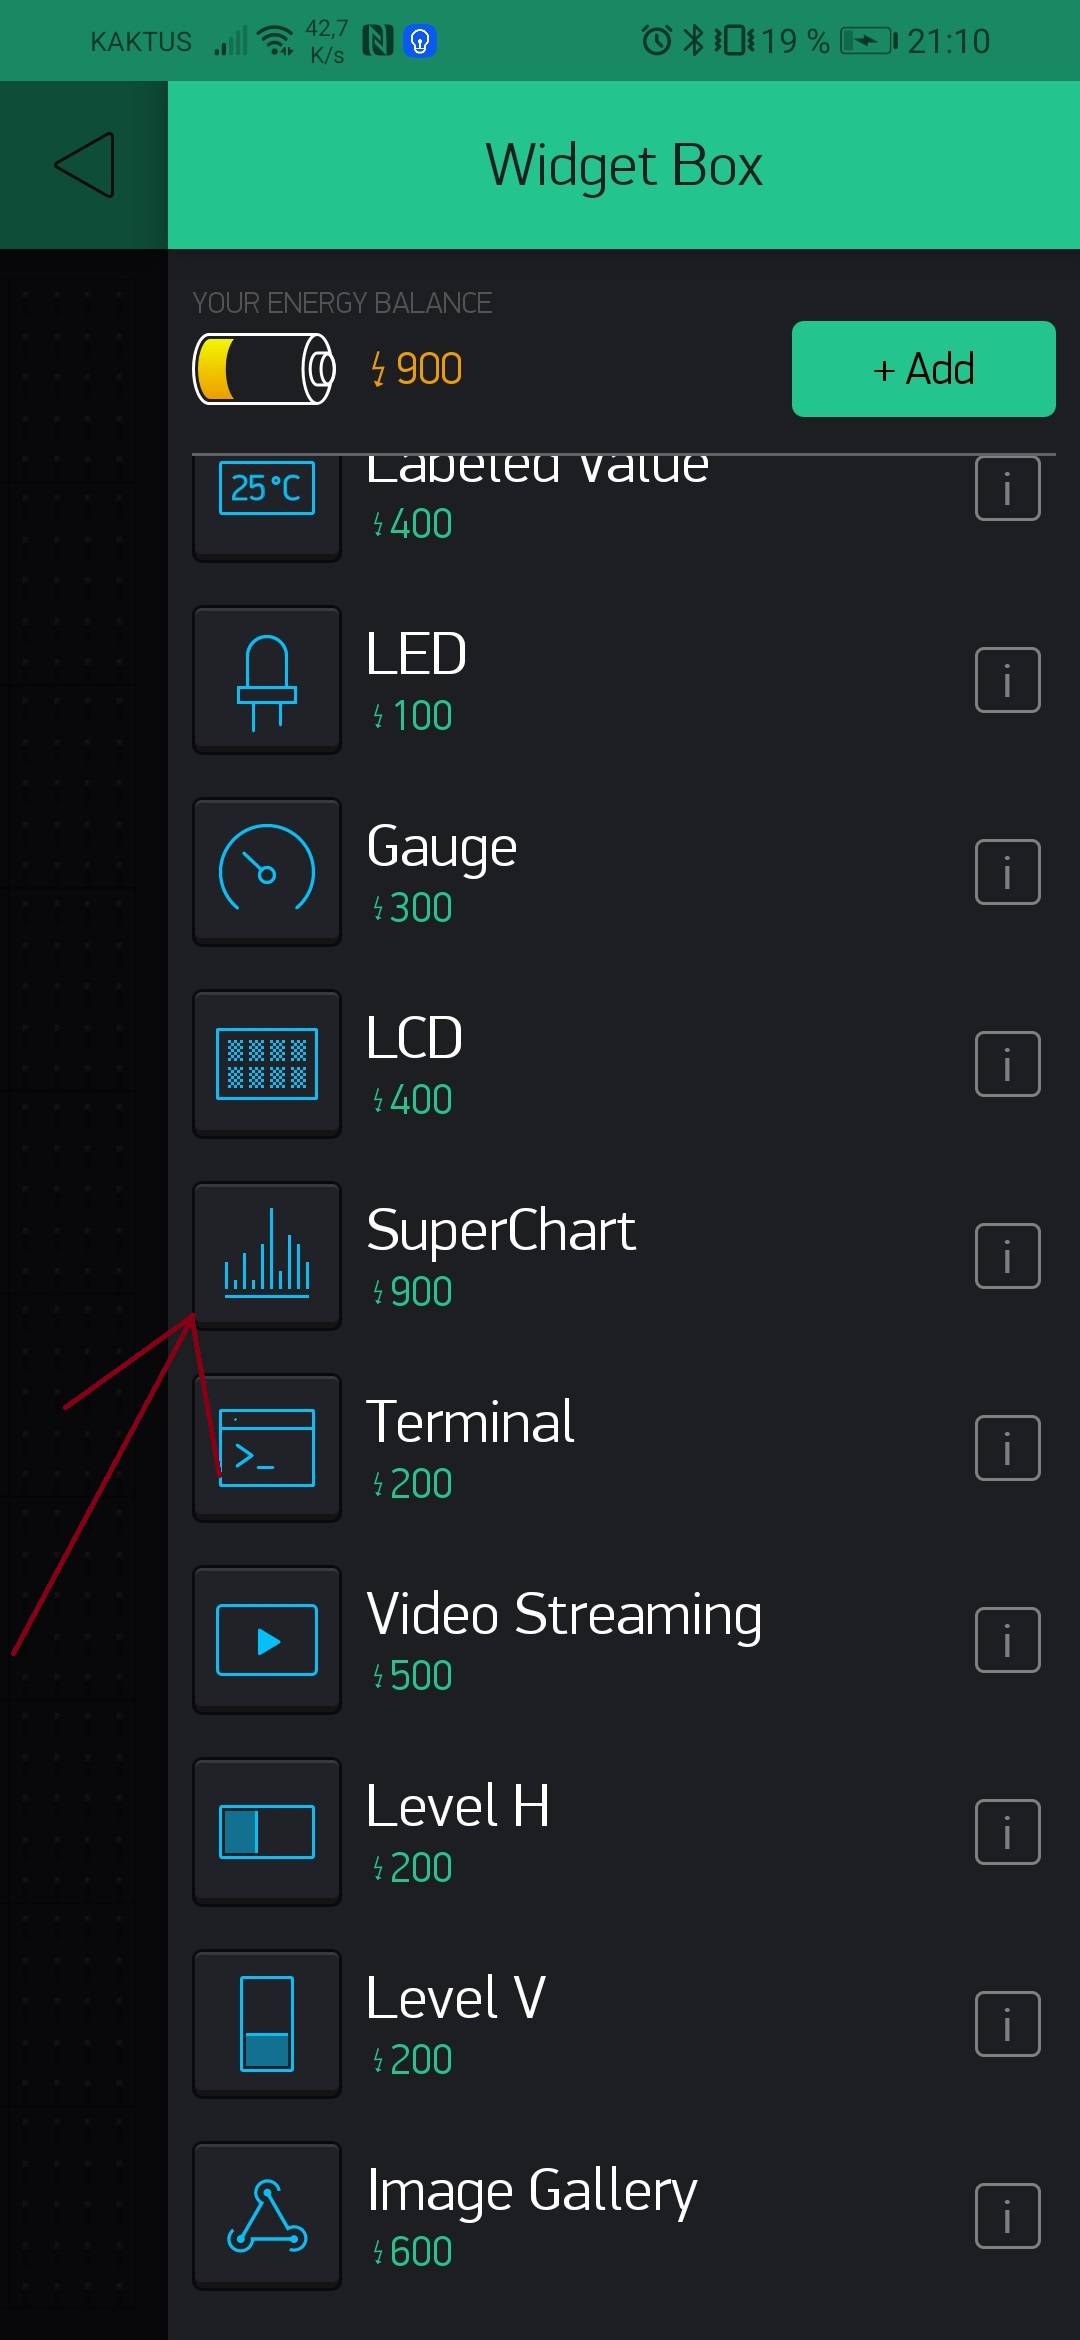 KAKTUS 42,7 K/s 19 % 21:10
Widget Box
YOUR ENERGY BALANCE
900
+ Add
25°C
Labeled Value
400
i
LED
100
i
Gauge
300
i
LCD
400
i
SuperChart
900
i
Terminal
200
i
>_
Video Streaming
500
i
Level H
200
i
Level V
200
i
Image Gallery
600
i